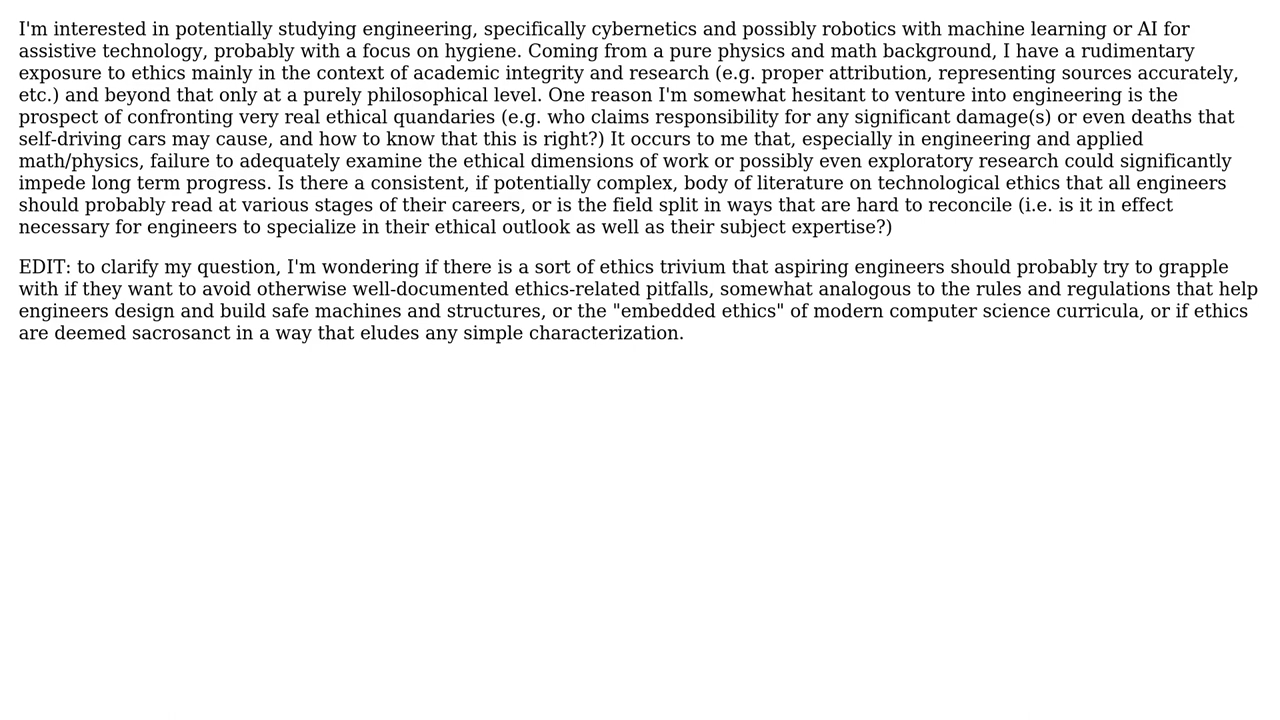 I'm interested in potentially studying engineering, specifically cybernetics and possibly robotics with machine learning or AI for
assistive technology, probably with a focus on hygiene. Coming from a pure physics and math background, I have a rudimentary
exposure to ethics mainly in the context of academic integrity and research (e.g. proper attribution, representing sources accurately,
etc.) and beyond that only at a purely philosophical level. One reason I'm somewhat hesitant to venture into engineering is the
prospect of confronting very real ethical quandaries (e.g. who claims responsibility for any significant damage(s) or even deaths that
self-driving cars may cause, and how to know that this is right?) It occurs to me that, especially in engineering and applied
math/physics, failure to adequately examine the ethical dimensions of work or possibly even exploratory research could significantly
impede long term progress. Is there a consistent, if potentially complex, body of literature on technological ethics that all engineers
should probably read at various stages of their careers, or is the field split in ways that are hard to reconcile (i.e. is it in effect
necessary for engineers to specialize in their ethical outlook as well as their subject expertise?)
EDIT: to clarify my question, I'm wondering if there is a sort of ethics trivium that aspiring engineers should probably try to grapple
with if they want to avoid otherwise well-documented ethics-related pitfalls, somewhat analogous to the rules and regulations that help
engineers design and build safe machines and structures, or the "embedded ethics" of modern computer science curricula, or if ethics
are deemed sacrosanct in a way that eludes any simple characterization.